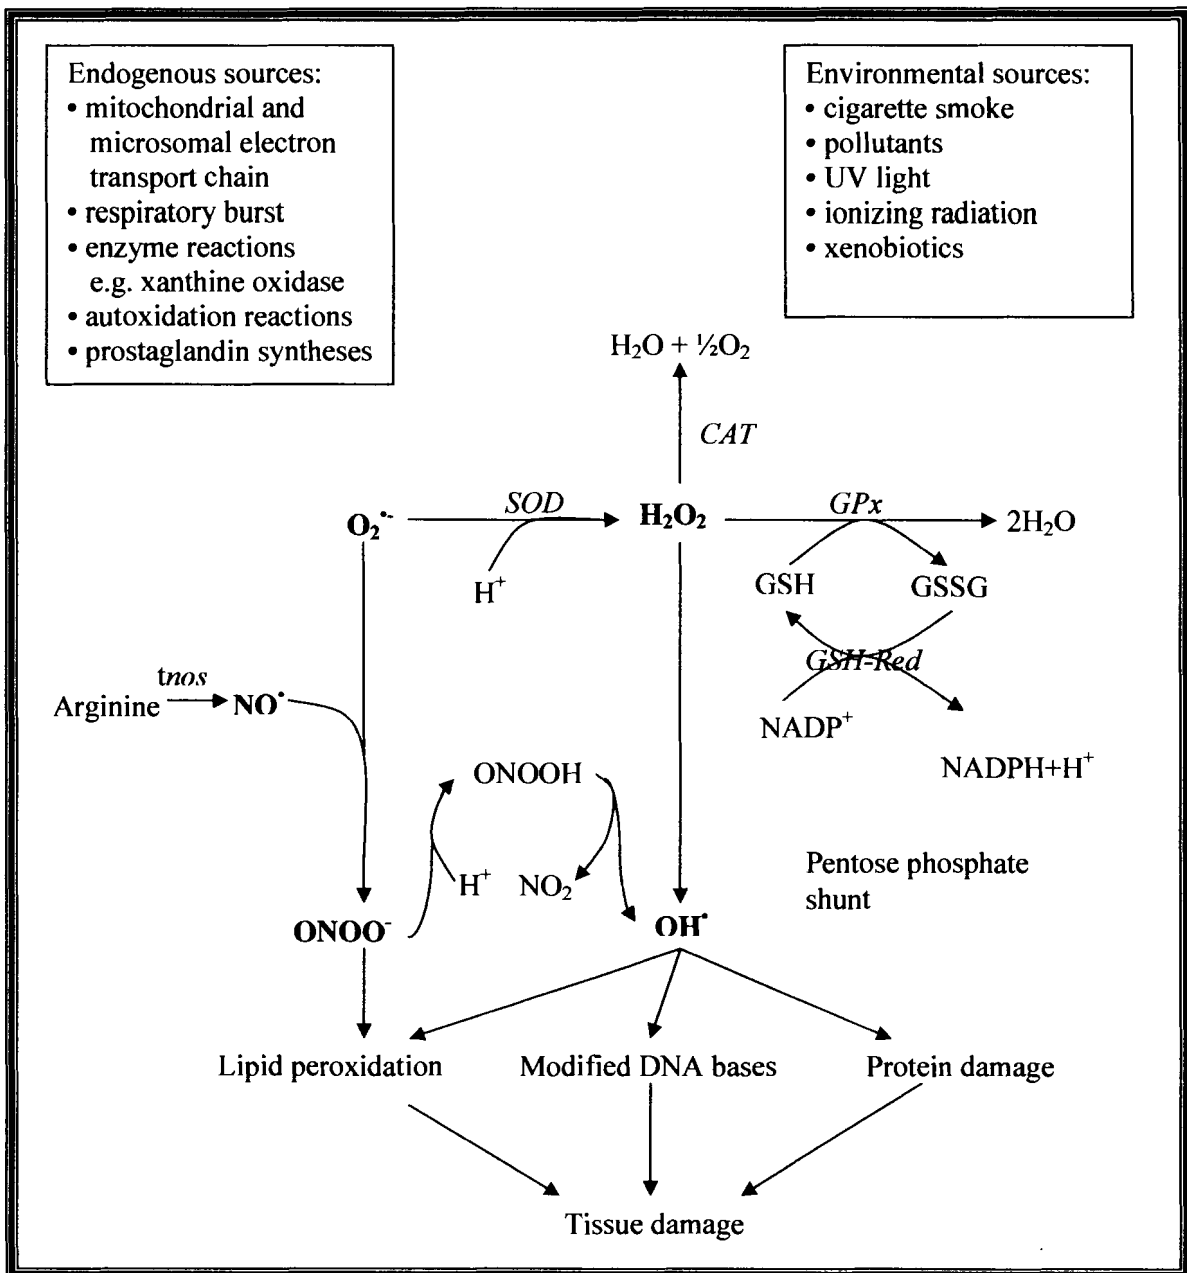 Endogenous sources:
• mitochondrial and
microsomal electron
transport chain
• respiratory burst
• enzyme reactions
e.g. xanthine oxidase
• autoxidation reactions
• prostaglandin syntheses
Environmental sources:
• cigarette smoke
• pollutants
• UV light
• ionizing radiation
• xenobiotics
H₂O + ½O₂
CAT
O₂•-
SOD
H₂O₂
GPx
2H₂O
H⁺
GSH
GSSG
GSH-Red
Arginine
tnos
NO•
NADP⁺
NADPH+H⁺
ONOOH
H⁺
NO₂
Pentose phosphate
shunt
ONOO⁻
OH•
Lipid peroxidation
Modified DNA bases
Protein damage
Tissue damage